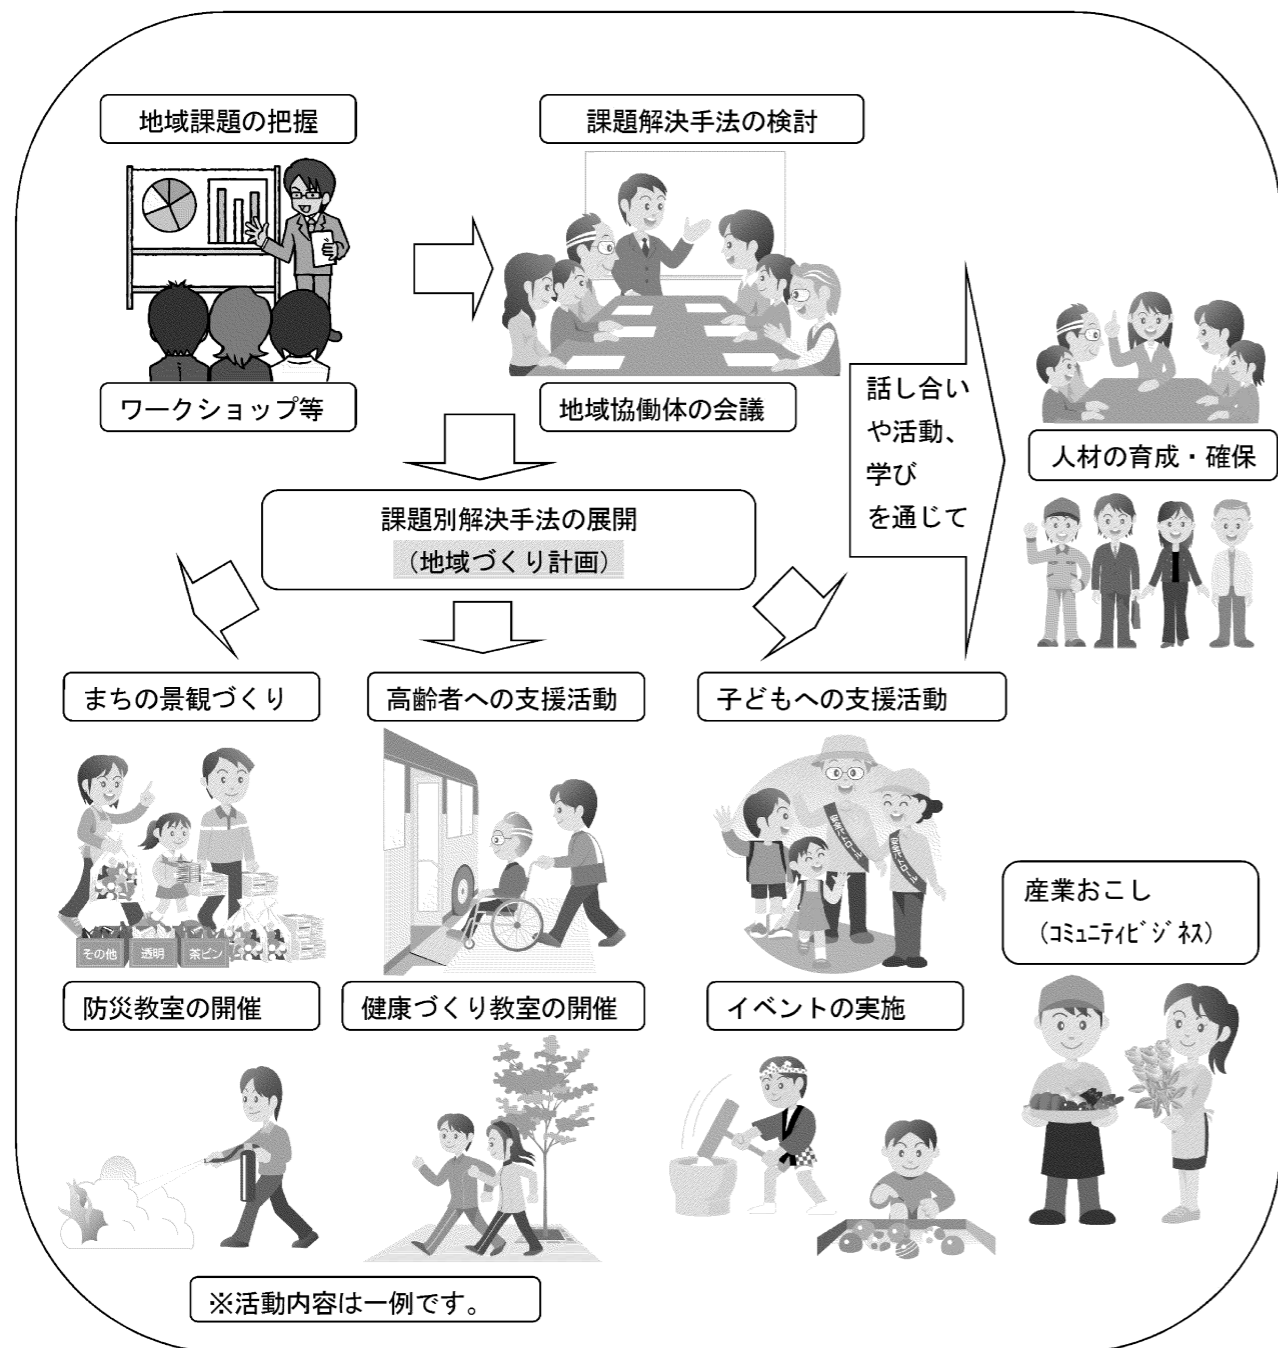 地域課題の把握
課題解決手法の検討
ワークショップ等
地域協働体の会議
話し合い
や活動、
学び
を通じて
人材の育成・確保
課題別解決手法の展開
（地域づくり計画）
まちの景観づくり
高齢者への支援活動
子どもへの支援活動
その他
透明
茶ビン
産業おこし
（ｺﾐｭﾆﾃｨﾋﾞｼﾞﾈｽ）
防災教室の開催
健康づくり教室の開催
イベントの実施
※活動内容は一例です。